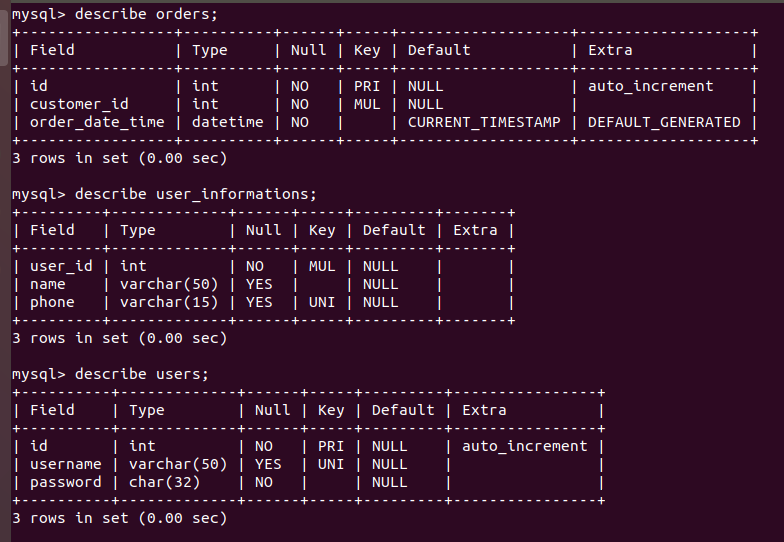 mysql> describe orders;
+-----------------+----------+------+-----+-------------------+-------------------+
| Field           | Type     | Null | Key | Default           | Extra             |
+-----------------+----------+------+-----+-------------------+-------------------+
| id              | int      | NO   | PRI | NULL              | auto_increment    |
| customer_id     | int      | NO   | MUL | NULL              |                   |
| order_date_time | datetime | NO   |     | CURRENT_TIMESTAMP | DEFAULT_GENERATED |
+-----------------+----------+------+-----+-------------------+-------------------+
3 rows in set (0.00 sec)
mysql> describe user_informations;
+---------+-------------+------+-----+---------+-------+
| Field   | Type        | Null | Key | Default | Extra |
+---------+-------------+------+-----+---------+-------+
| user_id | int         | NO   | MUL | NULL    |       |
| name    | varchar(50) | YES  |     | NULL    |       |
| phone   | varchar(15) | YES  | UNI | NULL    |       |
+---------+-------------+------+-----+---------+-------+
3 rows in set (0.00 sec)
mysql> describe users;
+----------+-------------+------+-----+---------+----------------+
| Field    | Type        | Null | Key | Default | Extra          |
+----------+-------------+------+-----+---------+----------------+
| id       | int         | NO   | PRI | NULL    | auto_increment |
| username | varchar(50) | YES  | UNI | NULL    |                |
| password | char(32)    | NO   |     | NULL    |                |
+----------+-------------+------+-----+---------+----------------+
3 rows in set (0.00 sec)